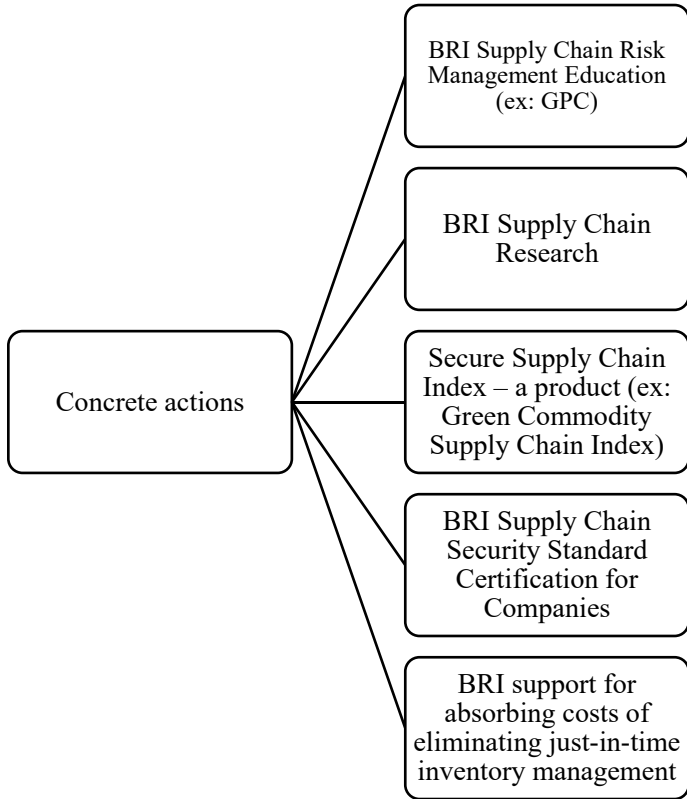 BRI Supply Chain Risk
Management Education
(ex: GPC)
BRI Supply Chain
Research
Concrete actions
Secure Supply Chain
Index – a product (ex:
Green Commodity
Supply Chain Index)
BRI Supply Chain
Security Standard
Certification for
Companies
BRI support for
absorbing costs of
eliminating just-in-time
inventory management